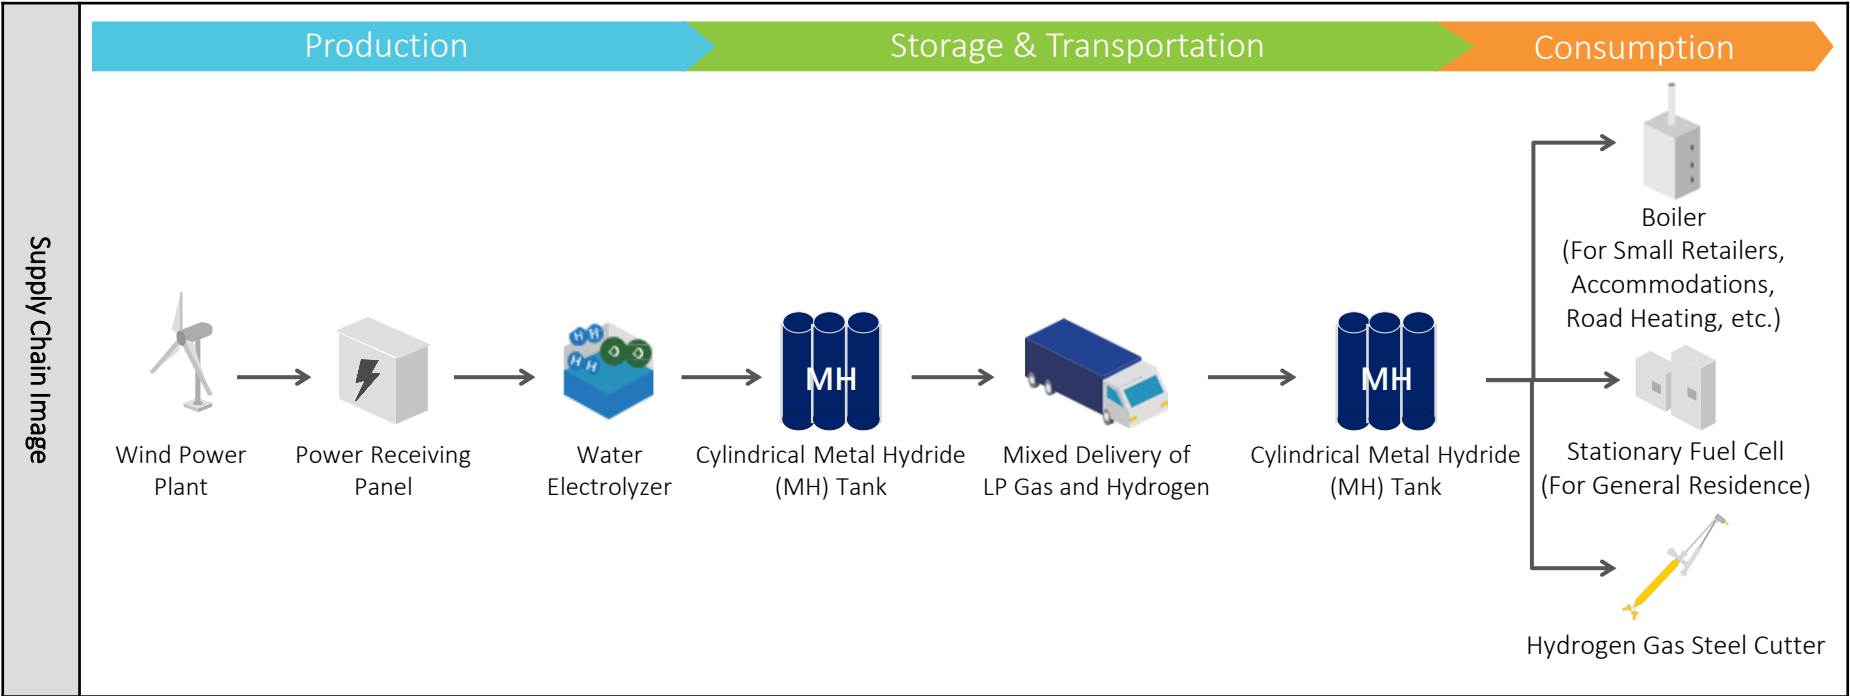 Supply Chain Image
Production
Storage & Transportation
Consumption
Wind Power
Plant
Power Receiving
Panel
Water
Electrolyzer
MH
Cylindrical Metal Hydride
(MH) Tank
Mixed Delivery of
LP Gas and Hydrogen
MH
Cylindrical Metal Hydride
(MH) Tank
Boiler
(For Small Retailers,
Accommodations,
Road Heating, etc.)
Stationary Fuel Cell
(For General Residence)
Hydrogen Gas Steel Cutter
H H
H H